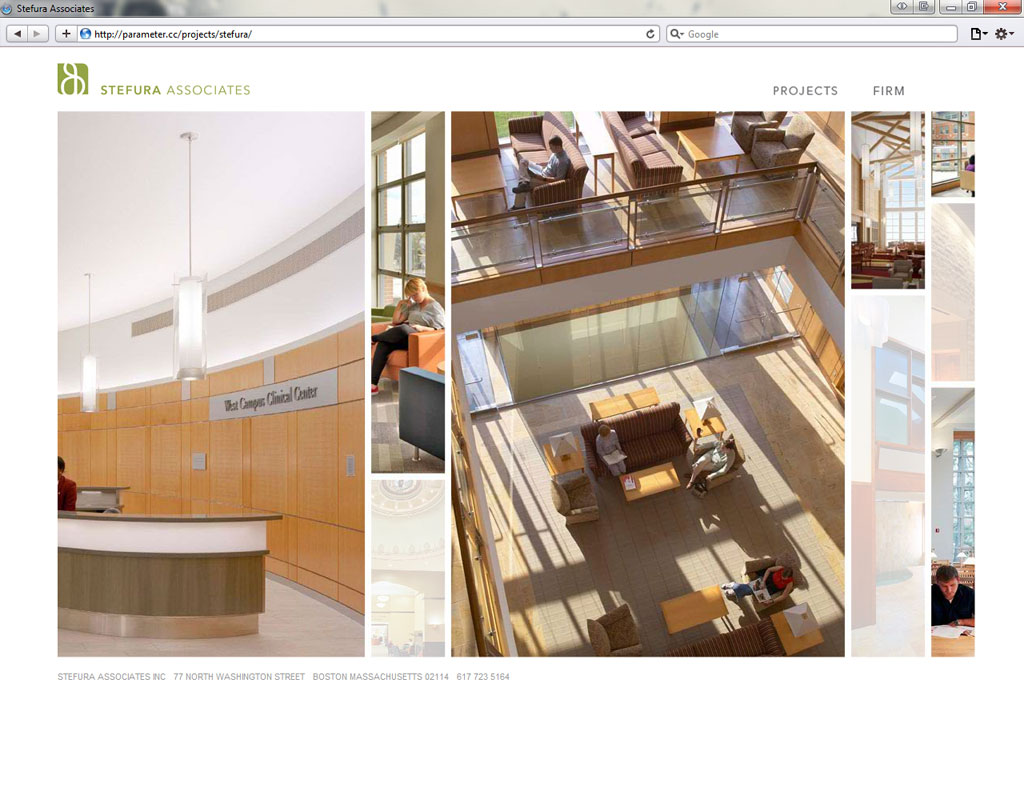 Stefura Associates
http://parameter.cc/projects/stefura/
Google
STEFURA ASSOCIATES
PROJECTS FIRM
West Campus Clinical Center
STEFURA ASSOCIATES INC 77 NORTH WASHINGTON STREET BOSTON MASSACHUSETTS 02114 617 723 5164